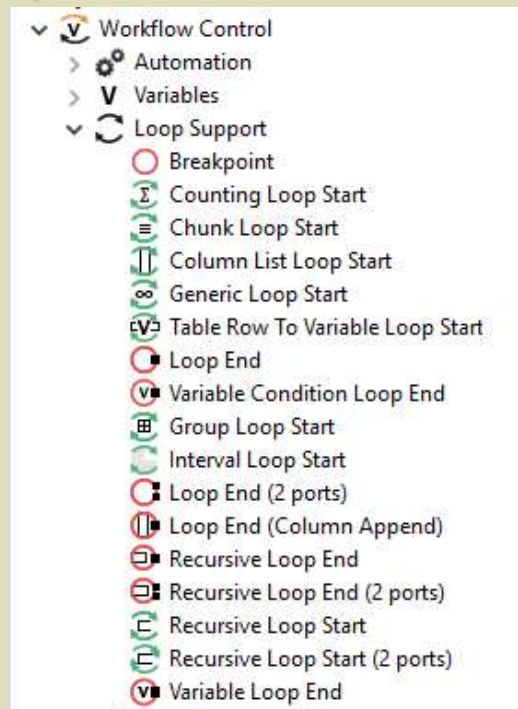 Workflow Control
Automation
V Variables
Loop Support
Breakpoint
Counting Loop Start
Chunk Loop Start
Column List Loop Start
Generic Loop Start
Table Row To Variable Loop Start
Loop End
Variable Condition Loop End
Group Loop Start
Interval Loop Start
Loop End (2 ports)
Loop End (Column Append)
Recursive Loop End
Recursive Loop End (2 ports)
Recursive Loop Start
Recursive Loop Start (2 ports)
Variable Loop End